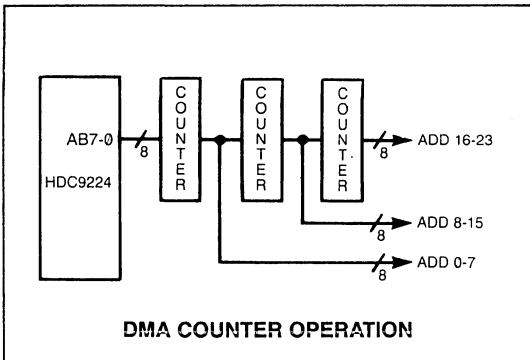 AB7-0
HDC9224
8
COUNTER
COUNTER
COUNTER
8
ADD 16-23
8
ADD 8-15
8
ADD 0-7
DMA COUNTER OPERATION